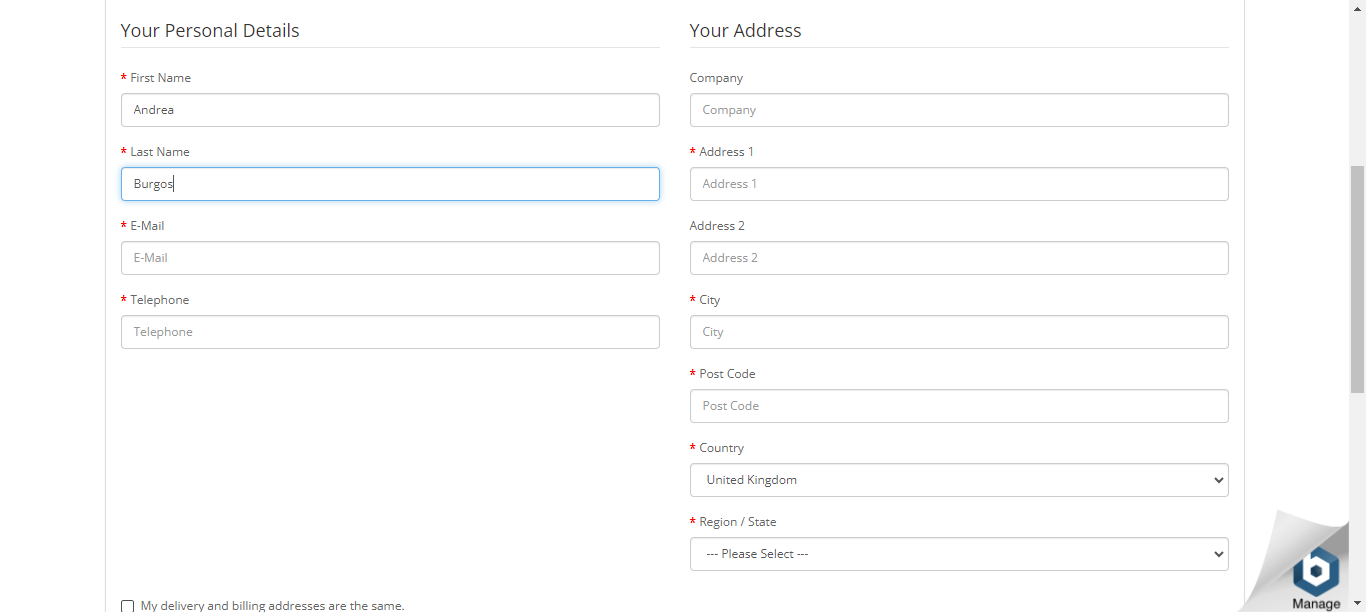 Your Personal Details
* First Name
Andrea
* Last Name
Burgos
* E-Mail
E-Mail
* Telephone
Telephone
Your Address
Company
Company
* Address 1
Address 1
Address 2
Address 2
* City
City
* Post Code
Post Code
* Country
United Kingdom
* Region / State
--- Please Select ---
My delivery and billing addresses are the same.
b
Manage